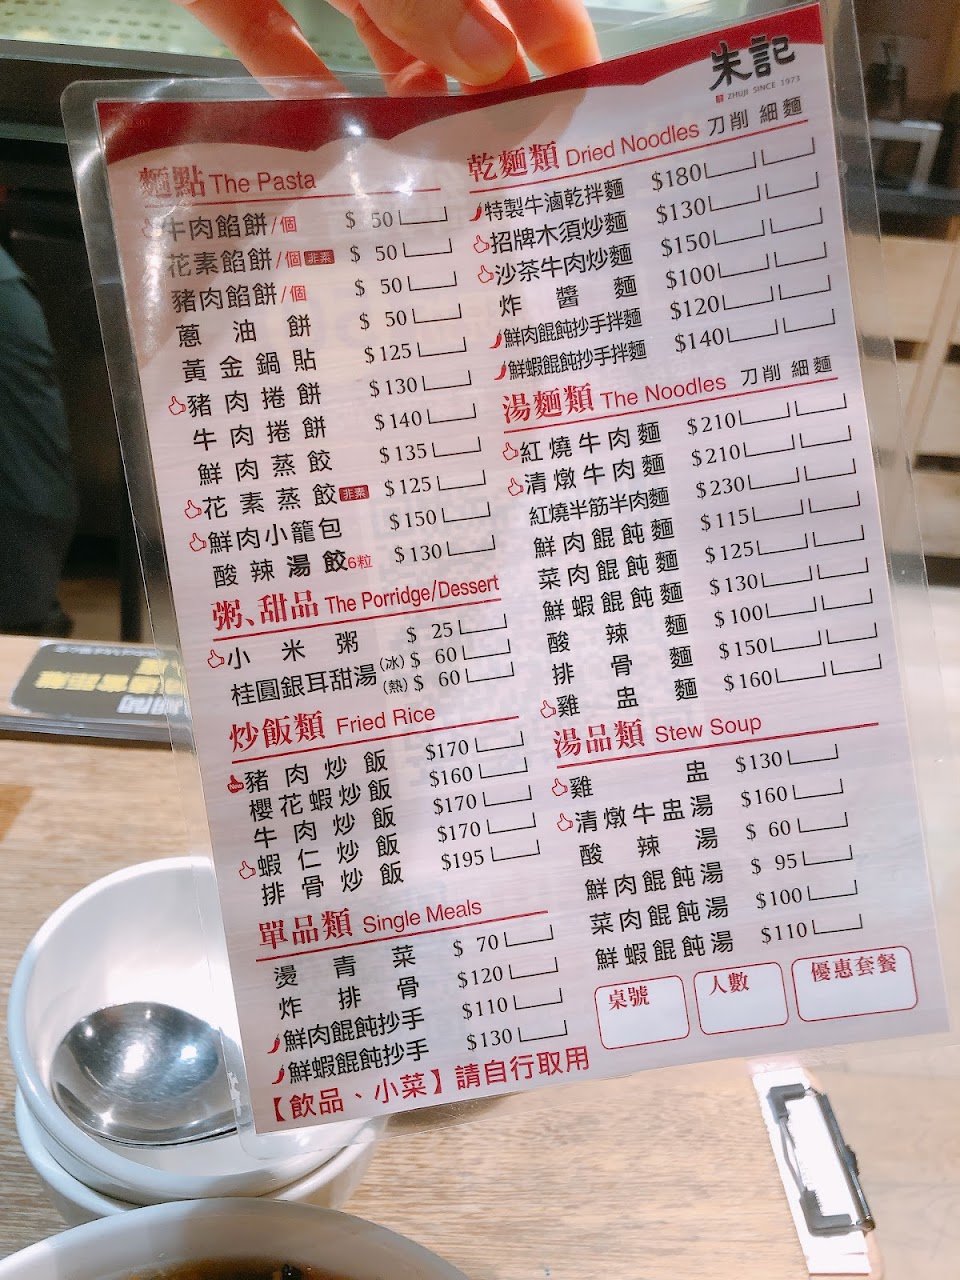 朱記
ZHUJI SINCE 1973
麵點 The Pasta
牛肉餡餅/個 $ 50
花素餡餅/個 非素 $ 50
豬肉餡餅/個 $ 50
蔥油餅 $ 50
黃金鍋貼 $125
豬肉捲餅 $130
牛肉捲餅 $140
鮮肉蒸餃 $135
花素蒸餃 非素 $125
鮮肉小籠包 $150
酸辣湯餃6粒 $130
粥、甜品 The Porridge/Dessert
小米粥 $ 25
桂圓銀耳甜湯 (冰) $ 60
(熱) $ 60
炒飯類 Fried Rice
New 豬肉炒飯 $170
櫻花蝦炒飯 $160
牛肉炒飯 $170
蝦仁炒飯 $170
排骨炒飯 $195
單品類 Single Meals
燙青菜 $ 70
炸排骨 $120
鮮肉餛飩抄手 $110
鮮蝦餛飩抄手 $130
【飲品、小菜】請自行取用
乾麵類 Dried Noodles 刀削 細麵
特製牛滷乾拌麵 $180
招牌木須炒麵 $130
沙茶牛肉炒麵 $150
炸醬麵 $100
鮮肉餛飩抄手拌麵 $120
鮮蝦餛飩抄手拌麵 $140
湯麵類 The Noodles 刀削 細麵
紅燒牛肉麵 $210
清燉牛肉麵 $210
紅燒半筋半肉麵 $230
鮮肉餛飩麵 $115
菜肉餛飩麵 $125
鮮蝦餛飩麵 $130
酸辣麵 $100
排骨麵 $150
雞盅麵 $160
湯品類 Stew Soup
雞盅 $130
清燉牛盅湯 $160
酸辣湯 $ 60
鮮肉餛飩湯 $ 95
菜肉餛飩湯 $100
鮮蝦餛飩湯 $110
桌號 人數 優惠套餐